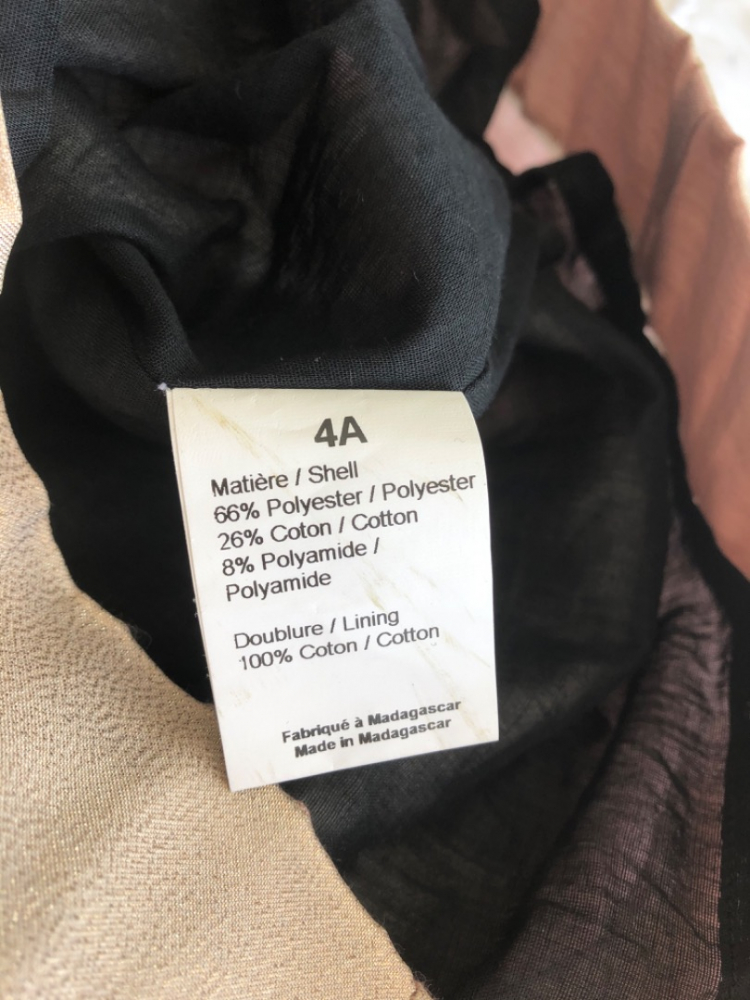 4A
Matière / Shell
66% Polyester / Polyester
26% Coton / Cotton
8% Polyamide /
Polyamide
Doublure / Lining
100% Coton / Cotton
Fabriqué à Madagascar
Made in Madagascar